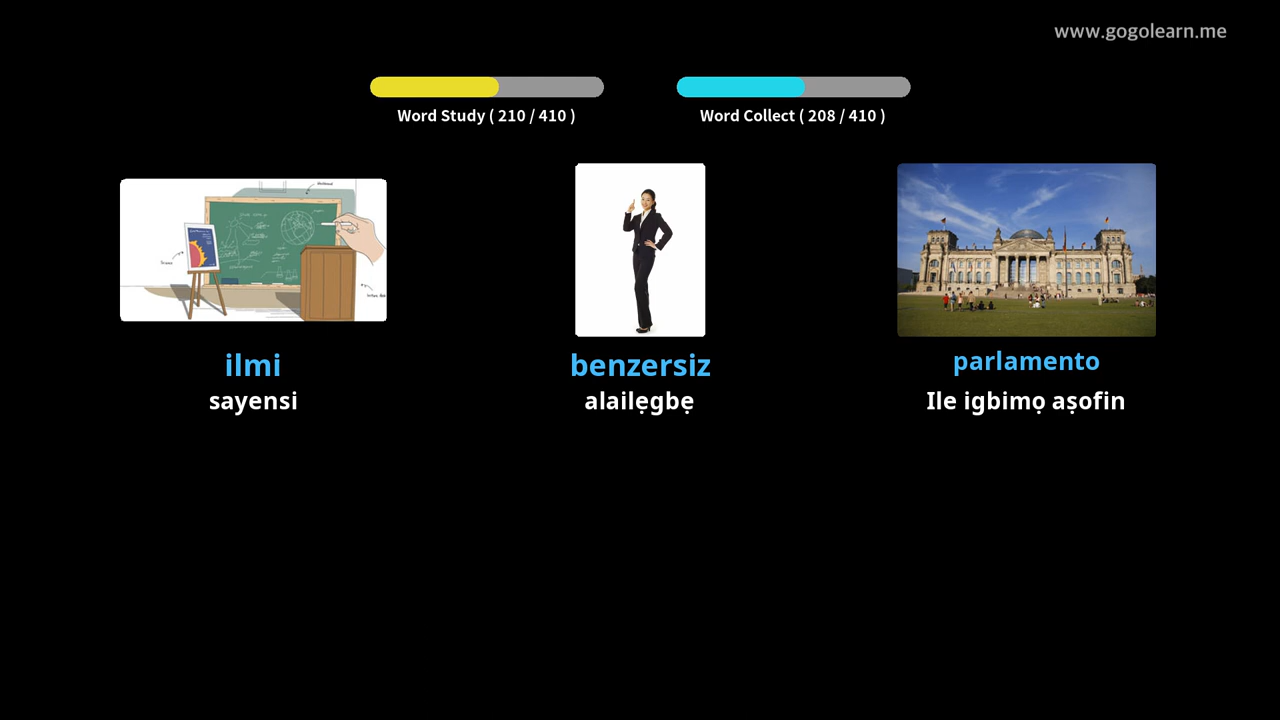 www.gogolearn.me
Word Study ( 210 / 410 )
Word Collect ( 208 / 410 )
ilmi
sayensi
benzersiz
alailẹgbẹ
parlamento
Ile igbimọ aṣofin